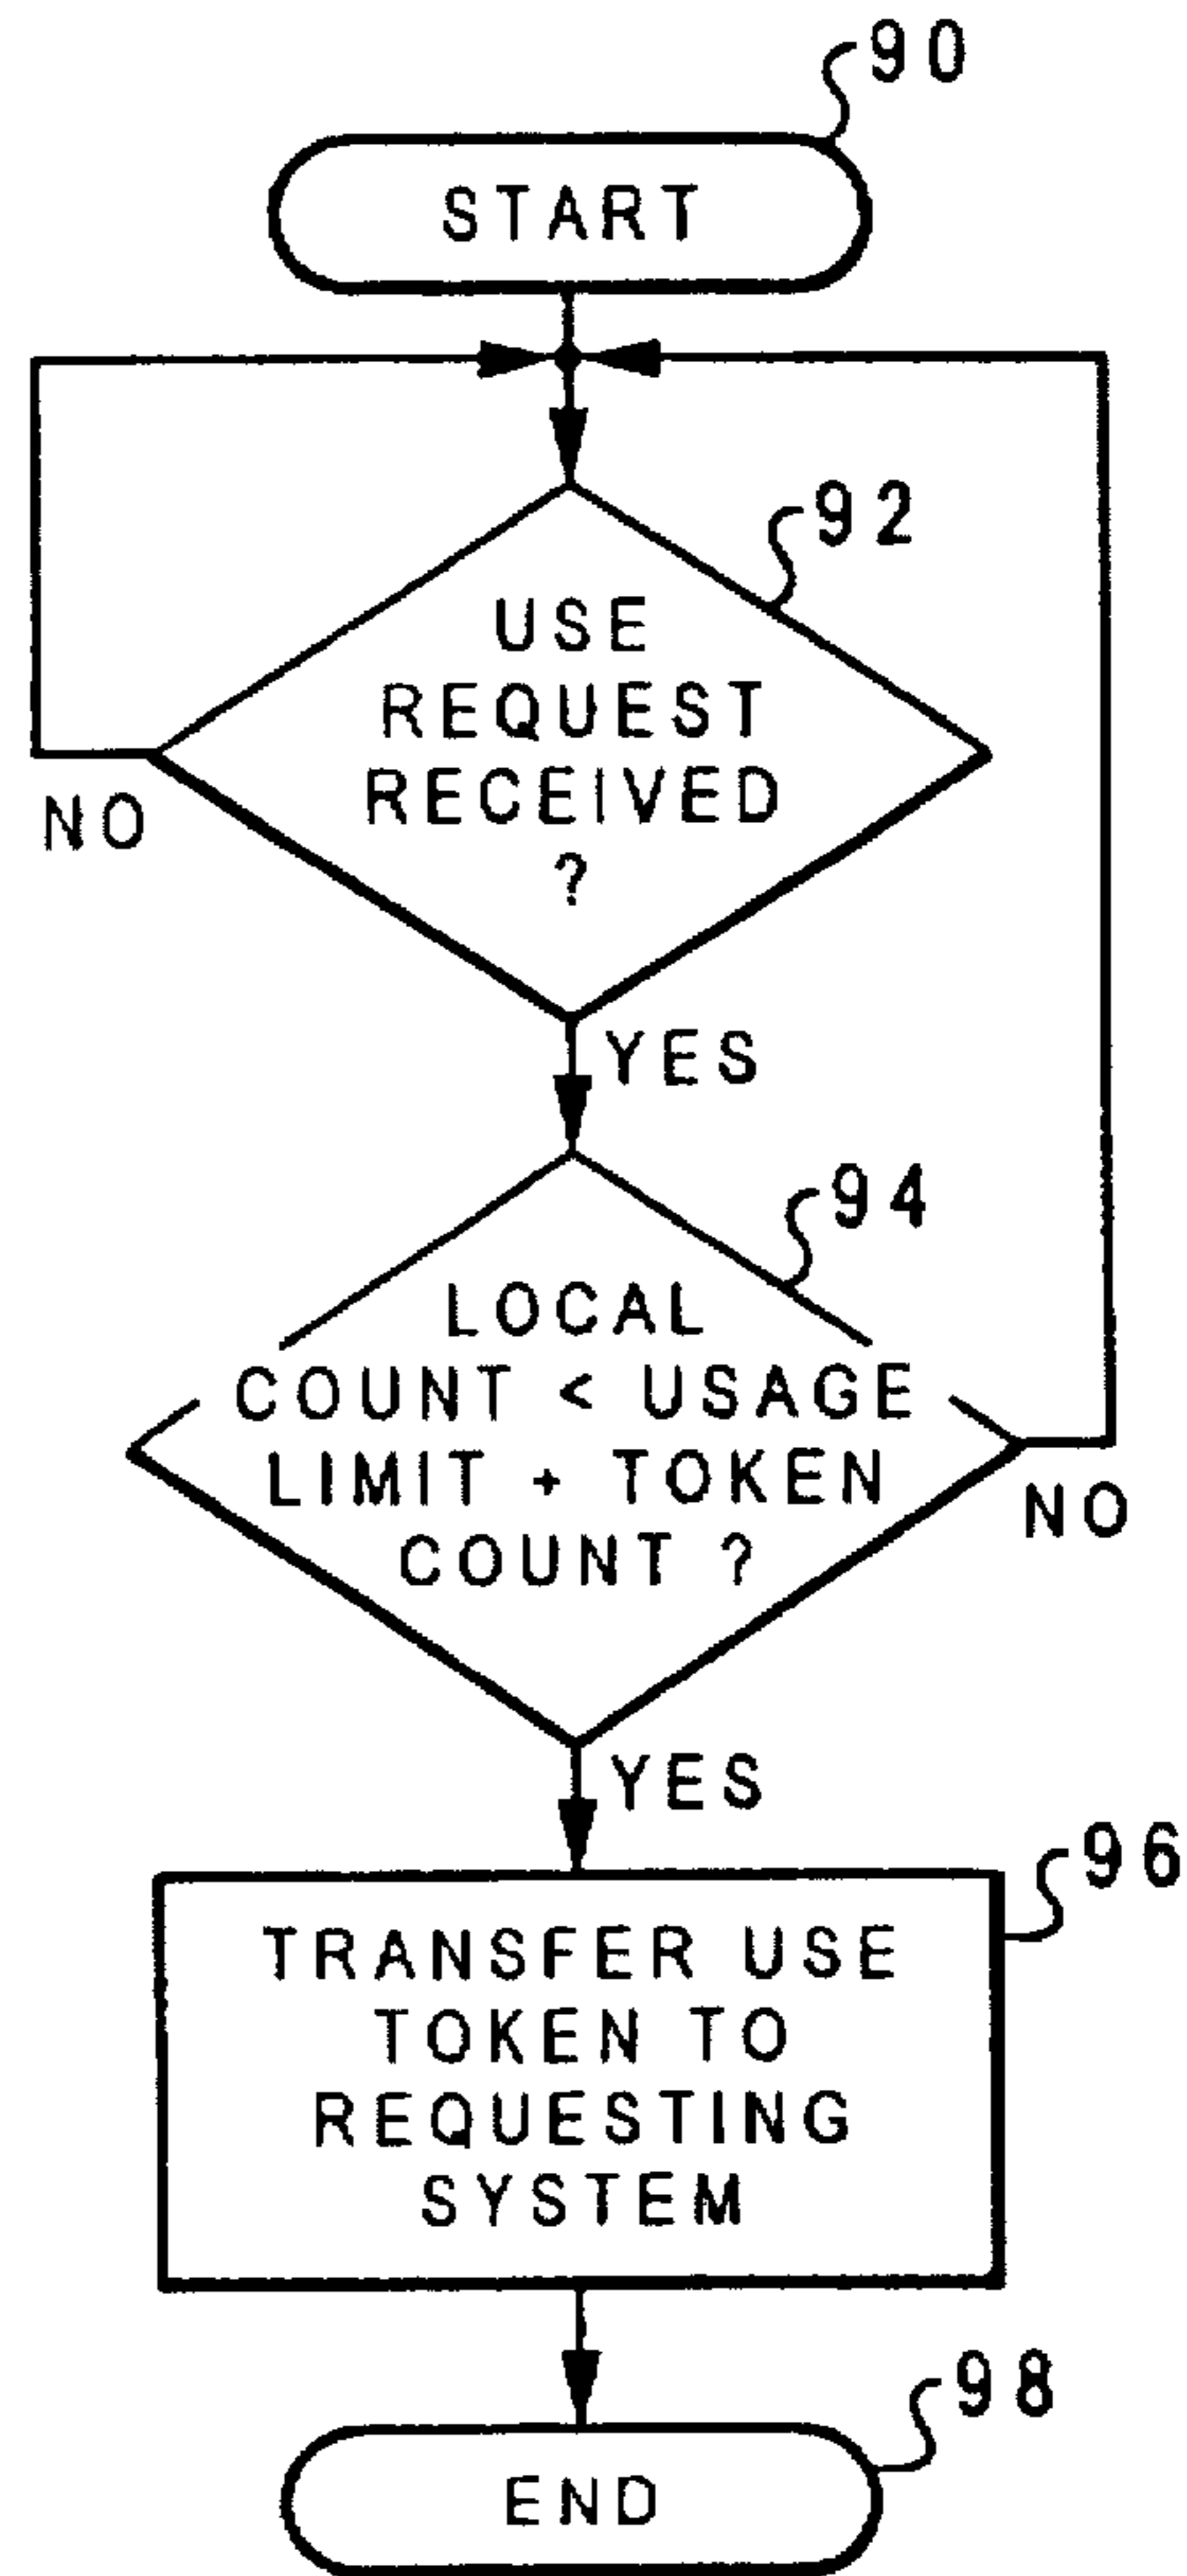 90
START
92
USE
REQUEST
RECEIVED
?
NO
YES
94
LOCAL
COUNT < USAGE
LIMIT + TOKEN
COUNT ?
NO
YES
96
TRANSFER USE
TOKEN TO
REQUESTING
SYSTEM
98
END